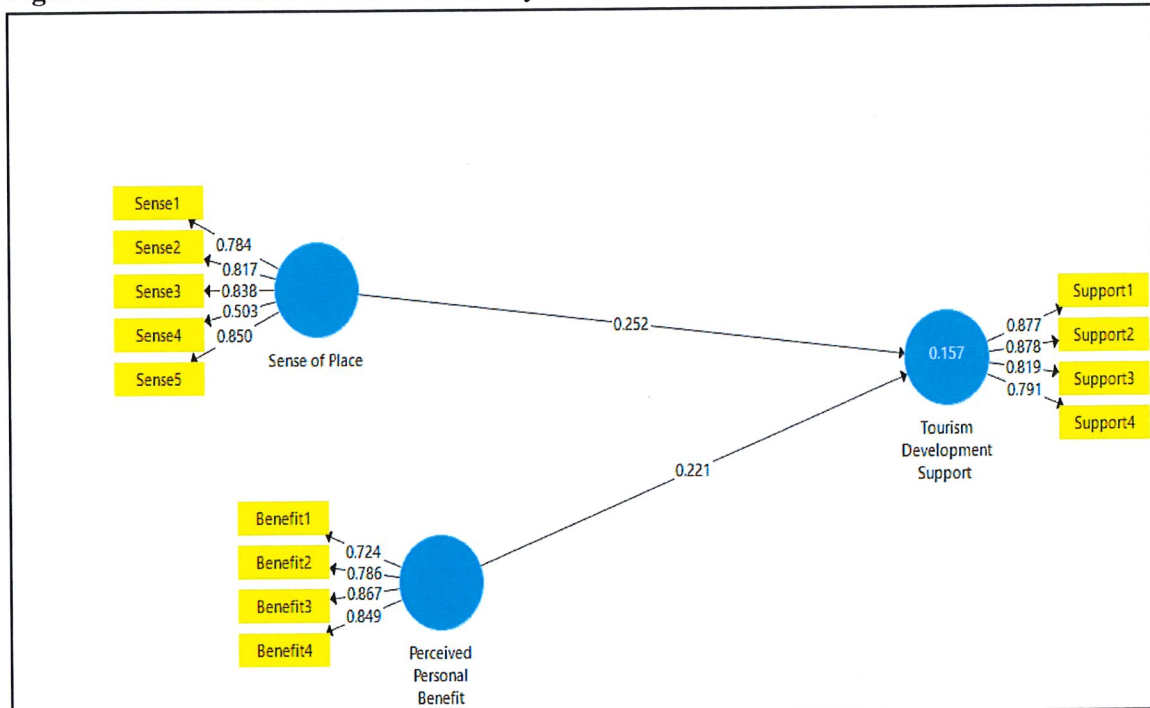 Sense1
Sense2
Sense3
Sense4
Sense5
0.784
0.817
0.838
0.503
0.850
Sense of Place
0.252
0.157
Tourism
Development
Support
0.877
0.878
0.819
0.791
Support1
Support2
Support3
Support4
0.221
Benefit1
Benefit2
Benefit3
Benefit4
0.724
0.786
0.867
0.849
Perceived
Personal
Benefit